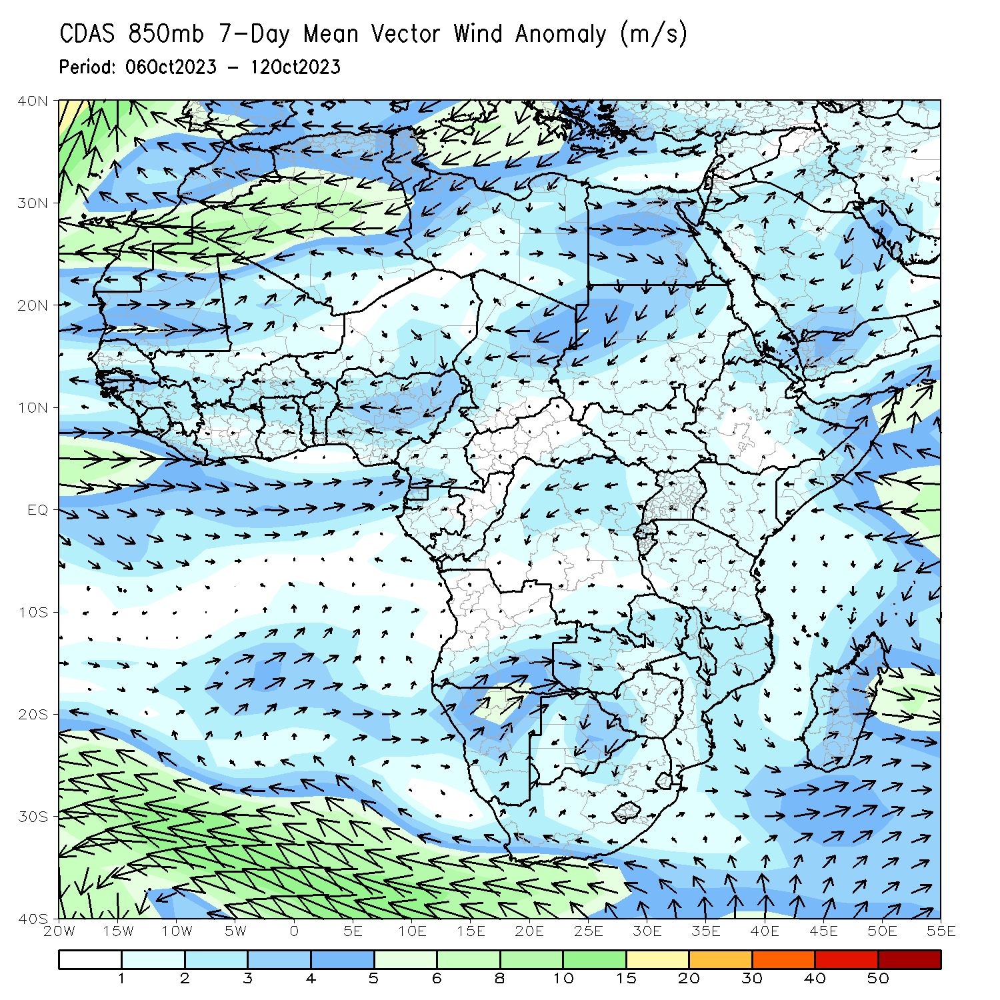 CDAS 850mb 7-Day Mean Vector Wind Anomaly (m/s)
Period: 06Oct2023 - 12Oct2023
40N
30N
20N
10N
EQ
10S
20S
30S
40S
20W 15W 10W 5W 0 5E 10E 15E 20E 25E 30E 35E 40E 45E 50E 55E
1 2 3 4 5 6 8 10 15 20 30 40 50